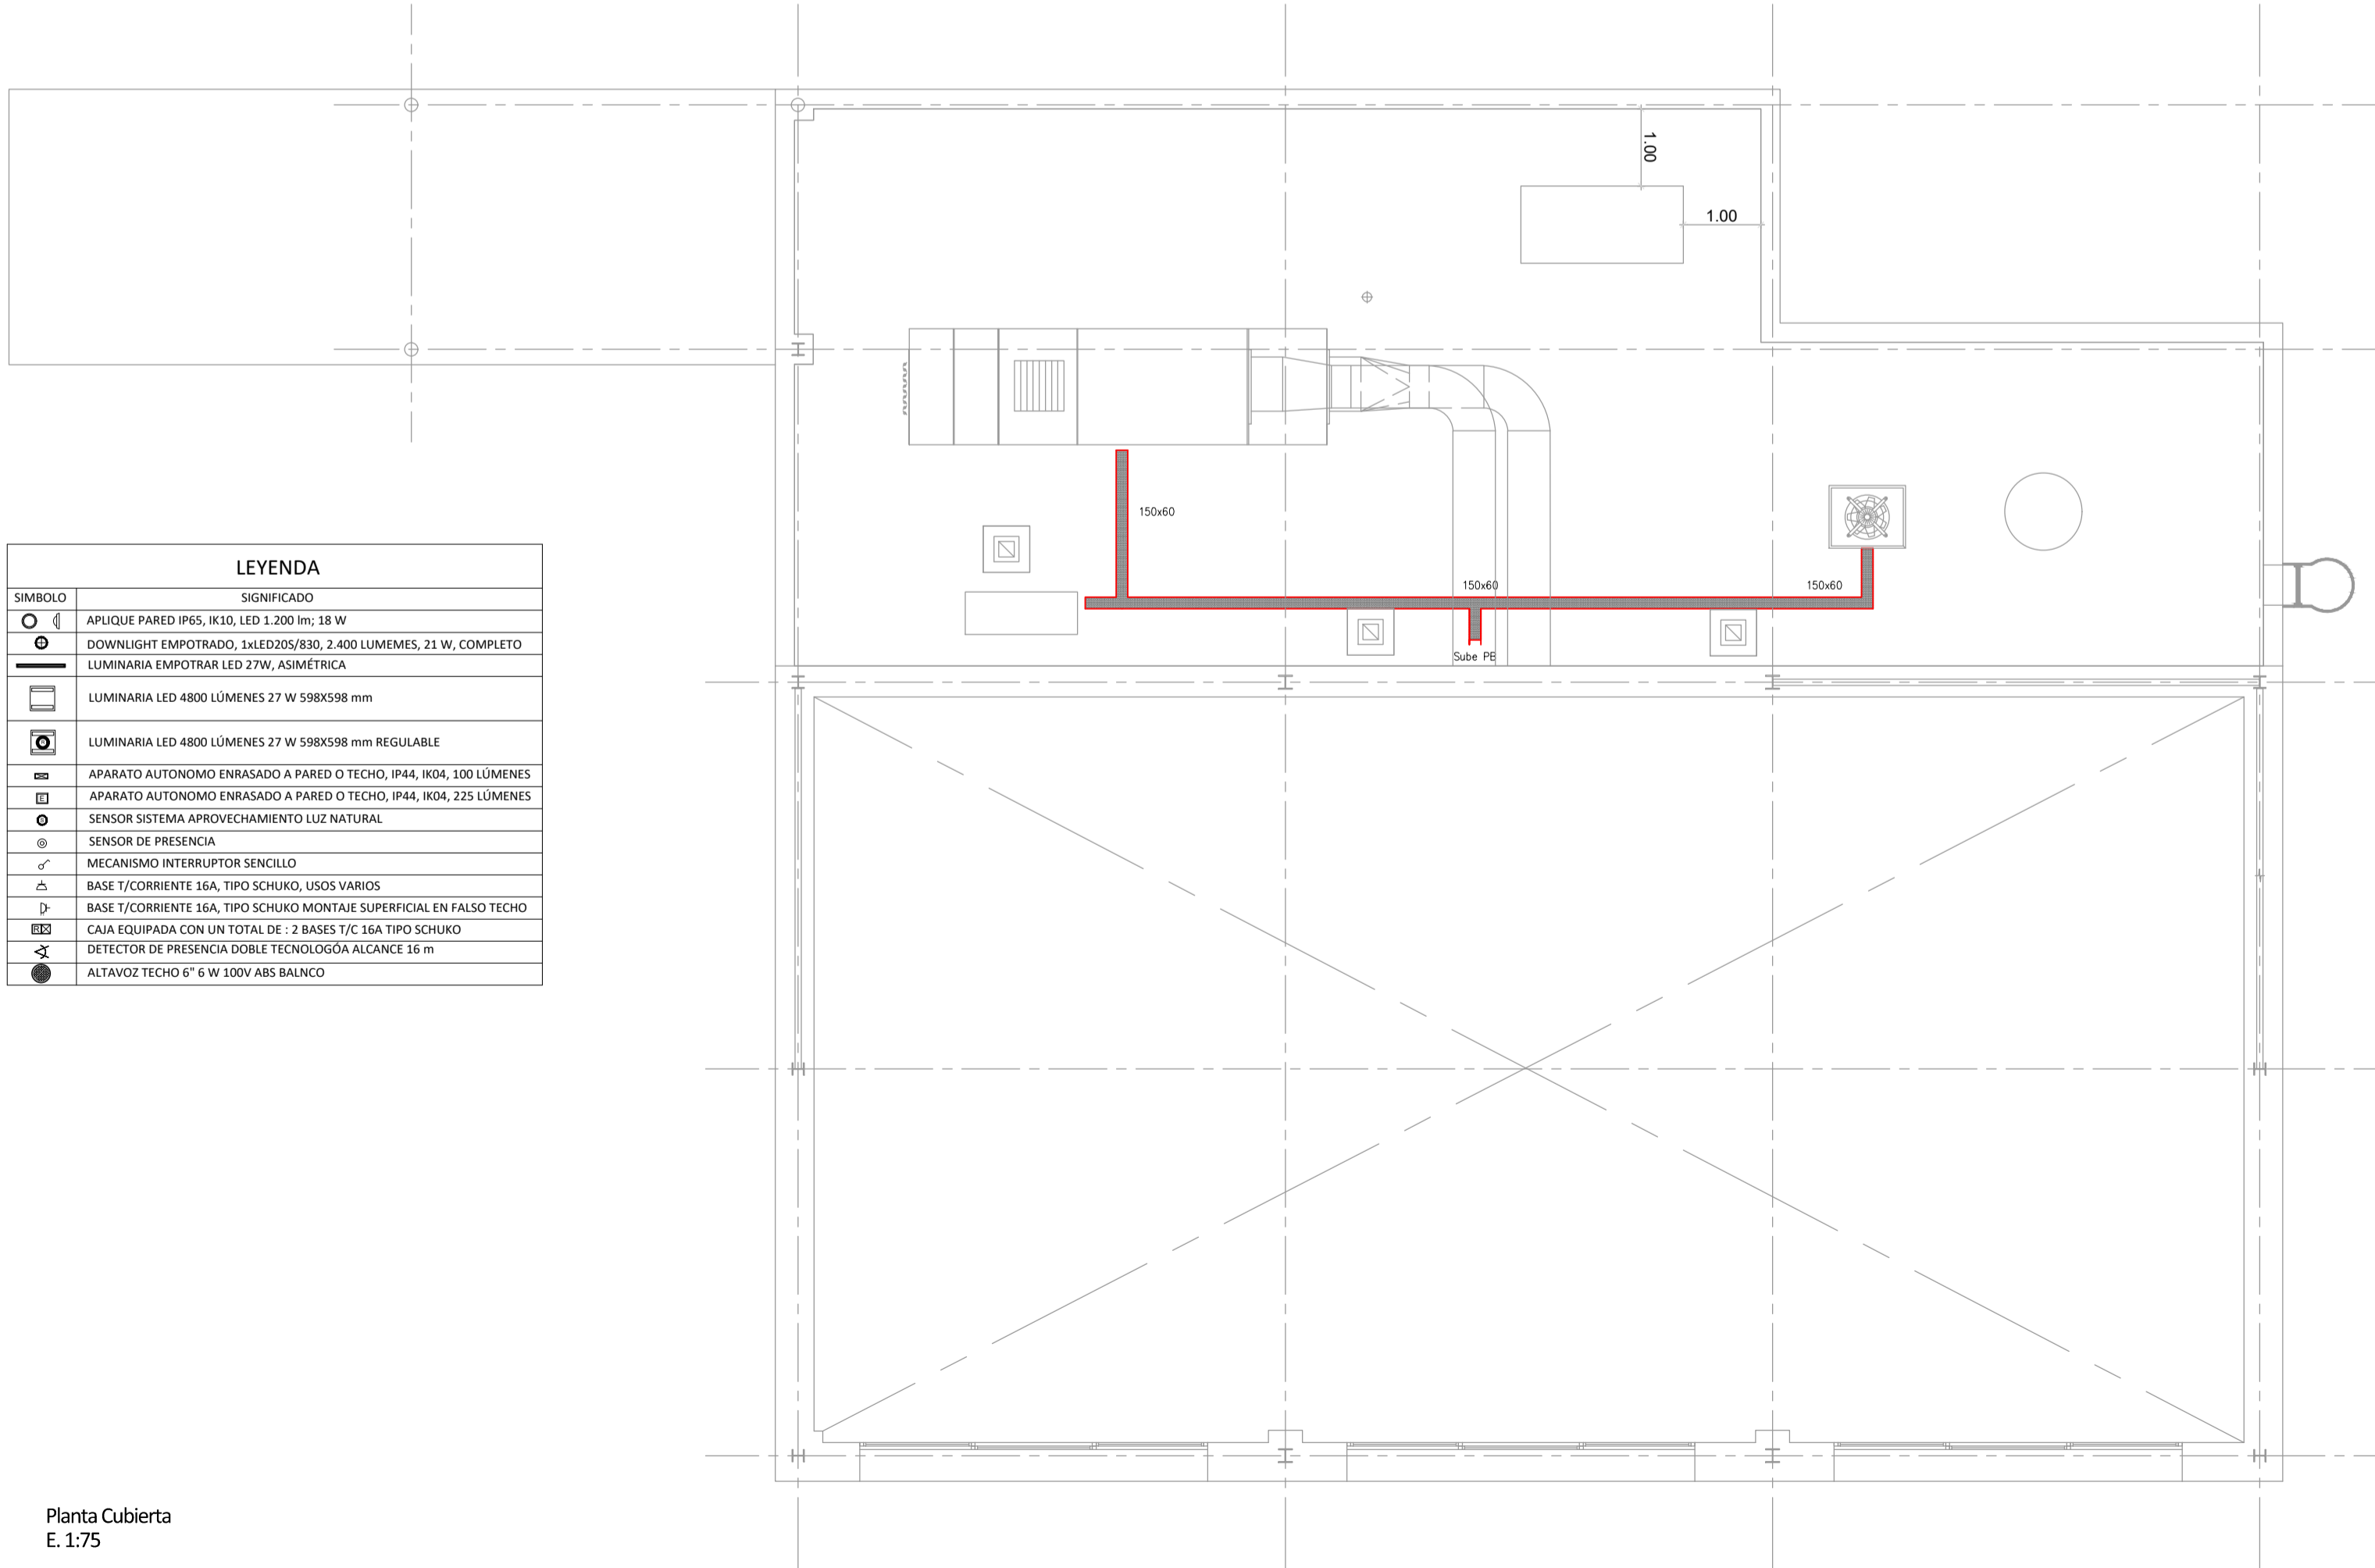 1.00
1.00
150x60
150x60
150x60
Sube PB
LEYENDA
SIMBOLO SIGNIFICADO
APLIQUE PARED IP65, IK10, LED 1.200 lm; 18 W
DOWNLIGHT EMPOTRADO, 1xLED20S/830, 2.400 LUMEMES, 21 W, COMPLETO
LUMINARIA EMPOTRAR LED 27W, ASIMÉTRICA
LUMINARIA LED 4800 LÚMENES 27 W 598X598 mm
LUMINARIA LED 4800 LÚMENES 27 W 598X598 mm REGULABLE
APARATO AUTONOMO ENRASADO A PARED O TECHO, IP44, IK04, 100 LÚMENES
E APARATO AUTONOMO ENRASADO A PARED O TECHO, IP44, IK04, 225 LÚMENES
SENSOR SISTEMA APROVECHAMIENTO LUZ NATURAL
SENSOR DE PRESENCIA
MECANISMO INTERRUPTOR SENCILLO
BASE T/CORRIENTE 16A, TIPO SCHUKO, USOS VARIOS
BASE T/CORRIENTE 16A, TIPO SCHUKO MONTAJE SUPERFICIAL EN FALSO TECHO
R CAJA EQUIPADA CON UN TOTAL DE : 2 BASES T/C 16A TIPO SCHUKO
DETECTOR DE PRESENCIA DOBLE TECNOLOGÓA ALCANCE 16 m
ALTAVOZ TECHO 6" 6 W 100V ABS BALNCO
Planta Cubierta
E. 1:75